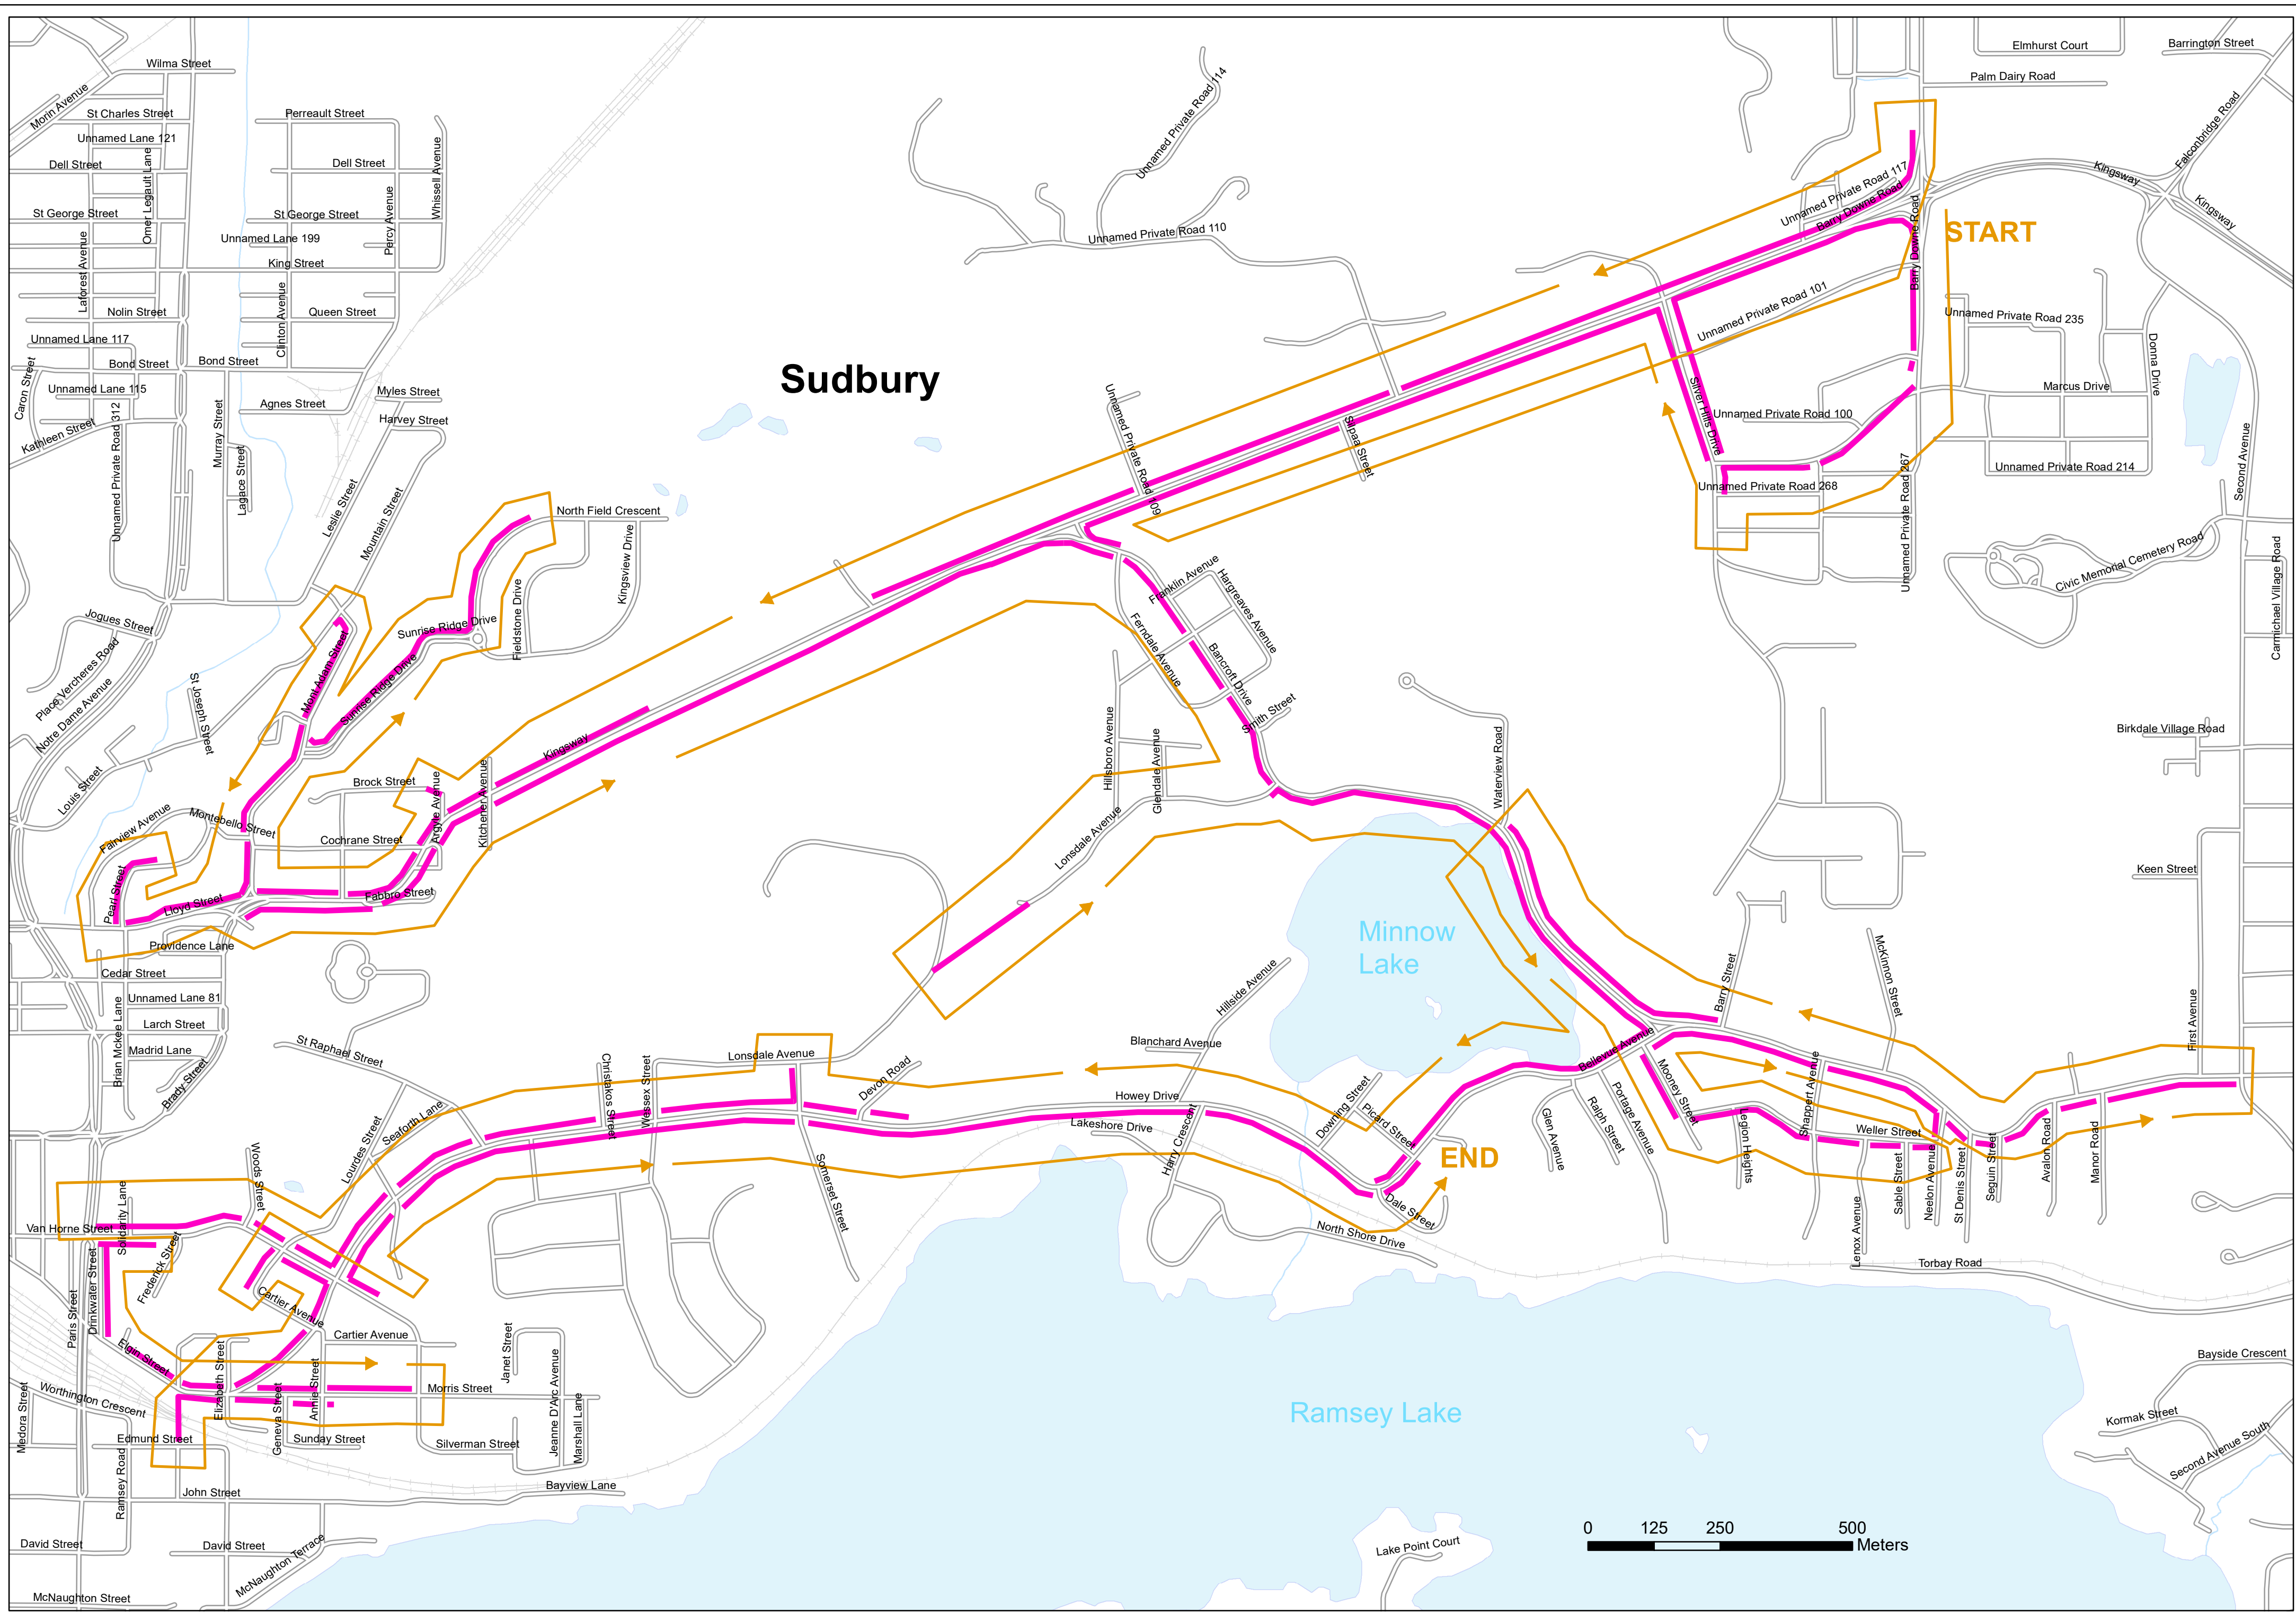 Elmhurst Court
Barrington Street
Wilma Street
Palm Dairy Road
Morin Avenue
St Charles Street
Perreault Street
Unnamed Private Road 114
Falconbridge Road
Unnamed Lane 121
Omer Legault Lane
Dell Street
Dell Street
Whissell Avenue
Kingsway
Unnamed Private Road 117
Barry Downe Road
Kingsway
St George Street
St George Street
Percy Avenue
Unnamed Private Road 110
Barry Downe Road
START
Unnamed Lane 199
Laforest Avenue
King Street
Clinton Avenue
Nolin Street
Queen Street
Unnamed Private Road 101
Unnamed Private Road 235
Donna Drive
Unnamed Lane 117
Bond Street
Bond Street
Caron Street
Sudbury
Unnamed Lane 115
Myles Street
Marcus Drive
Agnes Street
Harvey Street
Unnamed Private Road 312
Murray Street
Kathleen Street
Unnamed Private Road 109
Silpaa Street
Silver Hills Drive
Unnamed Private Road 100
Second Avenue
Lagace Street
Leslie Street
Mountain Street
Unnamed Private Road 214
Unnamed Private Road 267
Unnamed Private Road 268
North Field Crescent
Kingsview Drive
Fieldstone Drive
Franklin Avenue
Hargreaves Avenue
Civic Memorial Cemetery Road
Carmichael Village Road
Jogues Street
Sunrise Ridge Drive
Ferndale Avenue
Place Vercheres Road
Mont Adam Street
Sunrise Ridge Drive
Bancroft Drive
Notre Dame Avenue
St Joseph Street
Smith Street
Birkdale Village Road
Kingsway
Hillsboro Avenue
Glendale Avenue
Waterview Road
Louis Street
Brock Street
Argyle Avenue
Kitchener Avenue
Fairview Avenue
Montebello Street
Cochrane Street
Lonsdale Avenue
Keen Street
Pearl Street
Lloyd Street
Fabbro Street
Minnow
Lake
Providence Lane
McKinnon Street
Barry Street
Cedar Street
Hillside Avenue
Unnamed Lane 81
Brian Mckee Lane
Larch Street
First Avenue
Madrid Lane
St Raphael Street
Lonsdale Avenue
Blanchard Avenue
Bellevue Avenue
Brady Street
Christakos Street
Wessex Street
Devon Road
Howey Drive
Downing Street
Picard Street
Mooney Street
Shappert Avenue
Seaforth Lane
Lakeshore Drive
Glen Avenue
Ralph Street
Portage Avenue
Legion Heights
Weller Street
Lourdes Street
Woods Street
Harry Crescent
END
Sable Street
Neelon Avenue
St Denis Street
Seguin Street
Avalon Road
Manor Road
Somerset Street
Solidarity Lane
Van Horne Street
Dale Street
Lenox Avenue
North Shore Drive
Torbay Road
Frederick Street
Drinkwater Street
Paris Street
Cartier Avenue
Cartier Avenue
Elgin Street
Janet Street
Jeanne D'Arc Avenue
Bayside Crescent
Elizabeth Street
Geneva Street
Annie Street
Morris Street
Marshall Lane
Worthington Crescent
Medora Street
Ramsey Lake
Kormak Street
Edmund Street
Sunday Street
Silverman Street
Second Avenue South
Ramsey Road
John Street
Bayview Lane
0 125 250 500
Meters
David Street
David Street
McNaughton Terrace
Lake Point Court
McNaughton Street